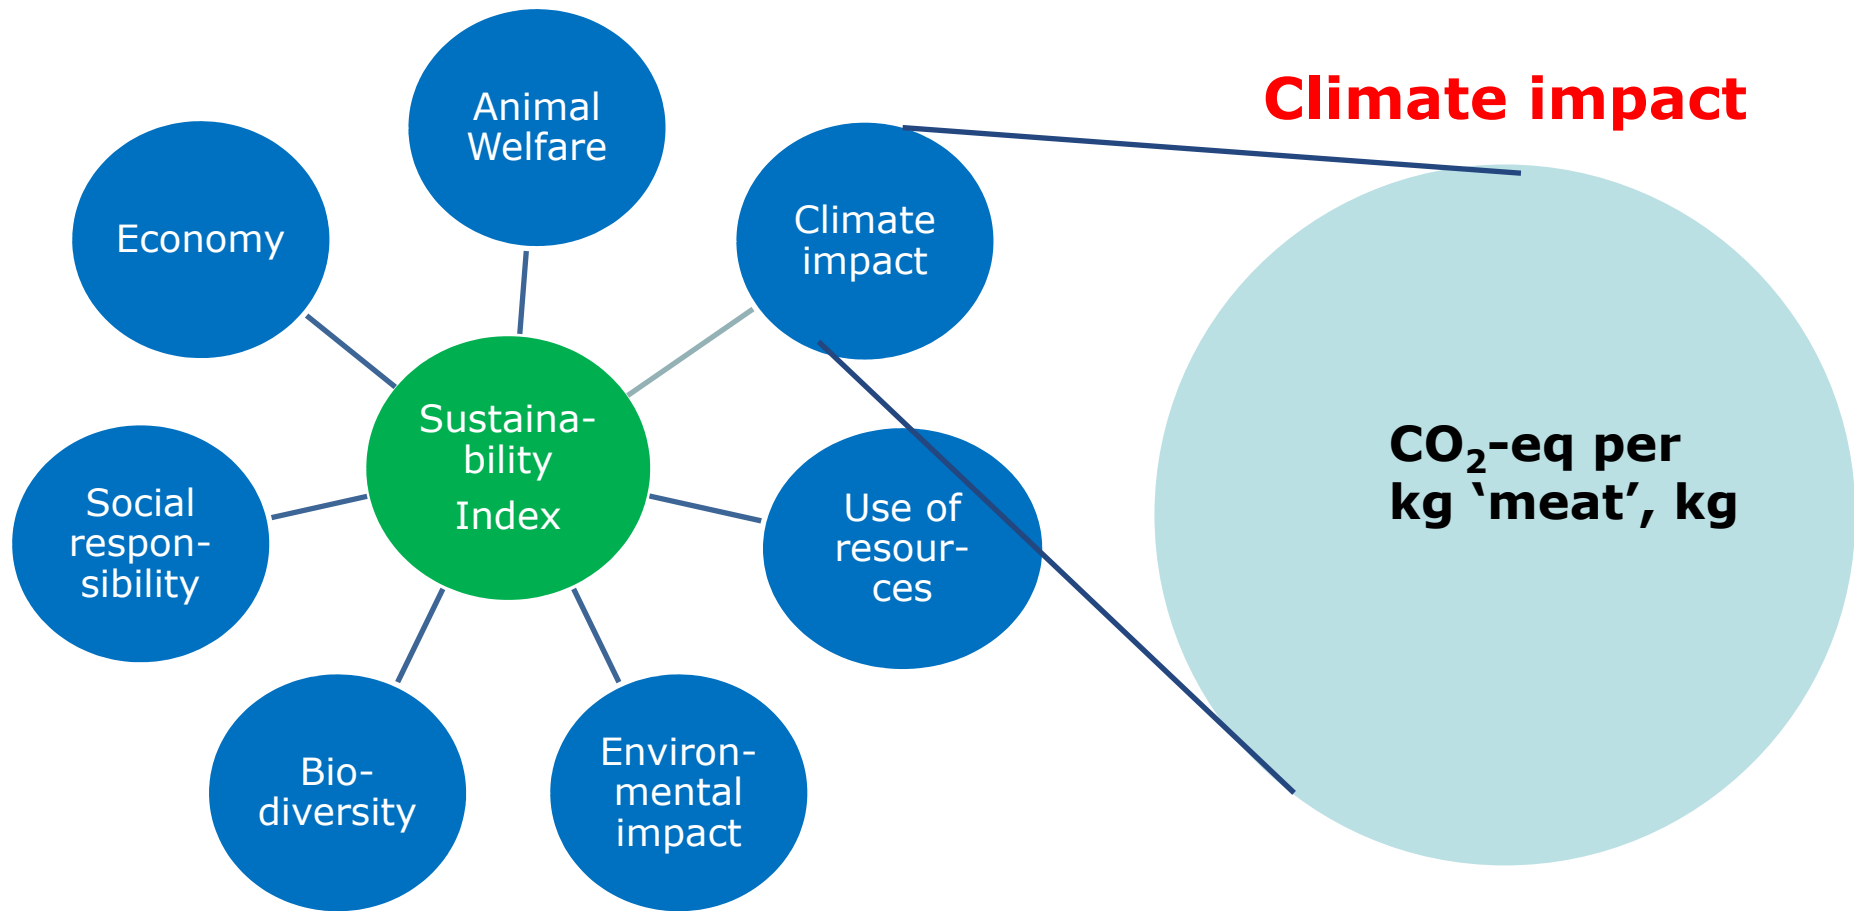 Climate impact
Animal
Welfare
Climate
impact
Economy
Sustaina-
bility
Index
Use of
resour-
ces
Social
respon-
sibility
Environ-
mental
impact
Bio-
diversity
CO₂-eq per
kg ‘meat’, kg